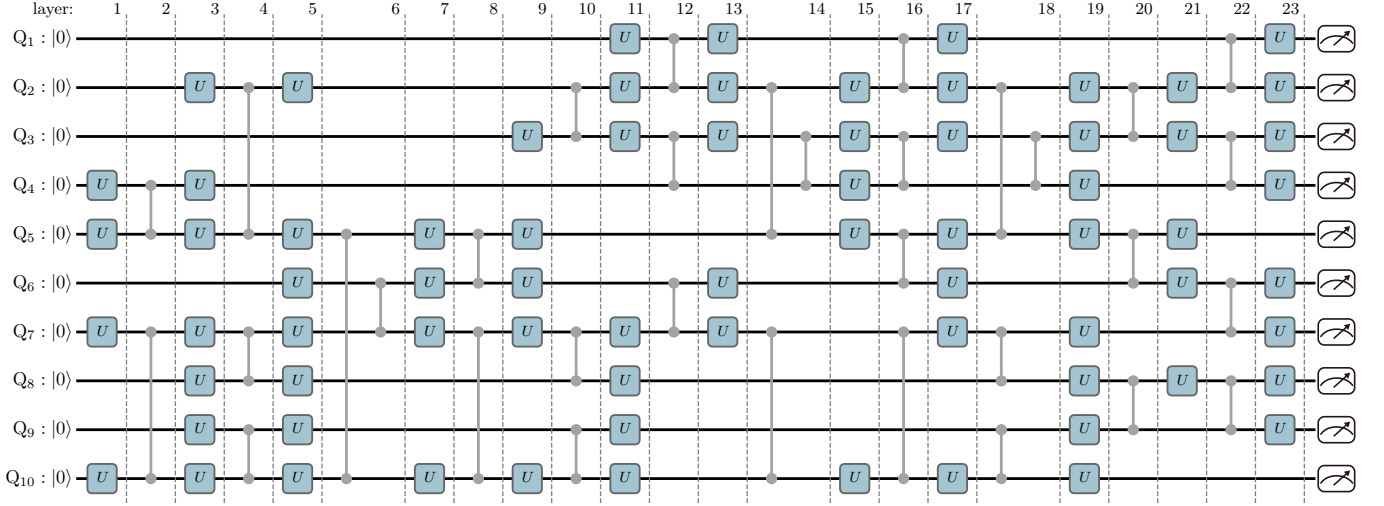 layer: 1 2 3 4 5 6 7 8 9 10 11 12 13 14 15 16 17 18 19 20 21 22 23
Q₁ : |0⟩ U U U U
Q₂ : |0⟩ U U U U U U U U U
Q₃ : |0⟩ U U U U U U U U
Q₄ : |0⟩ U U U U U
Q₅ : |0⟩ U U U U U U U U U
Q₆ : |0⟩ U U U U U U U
Q₇ : |0⟩ U U U U U U U U U U
Q₈ : |0⟩ U U U U U U
Q₉ : |0⟩ U U U U U
Q₁₀ : |0⟩ U U U U U U U U U